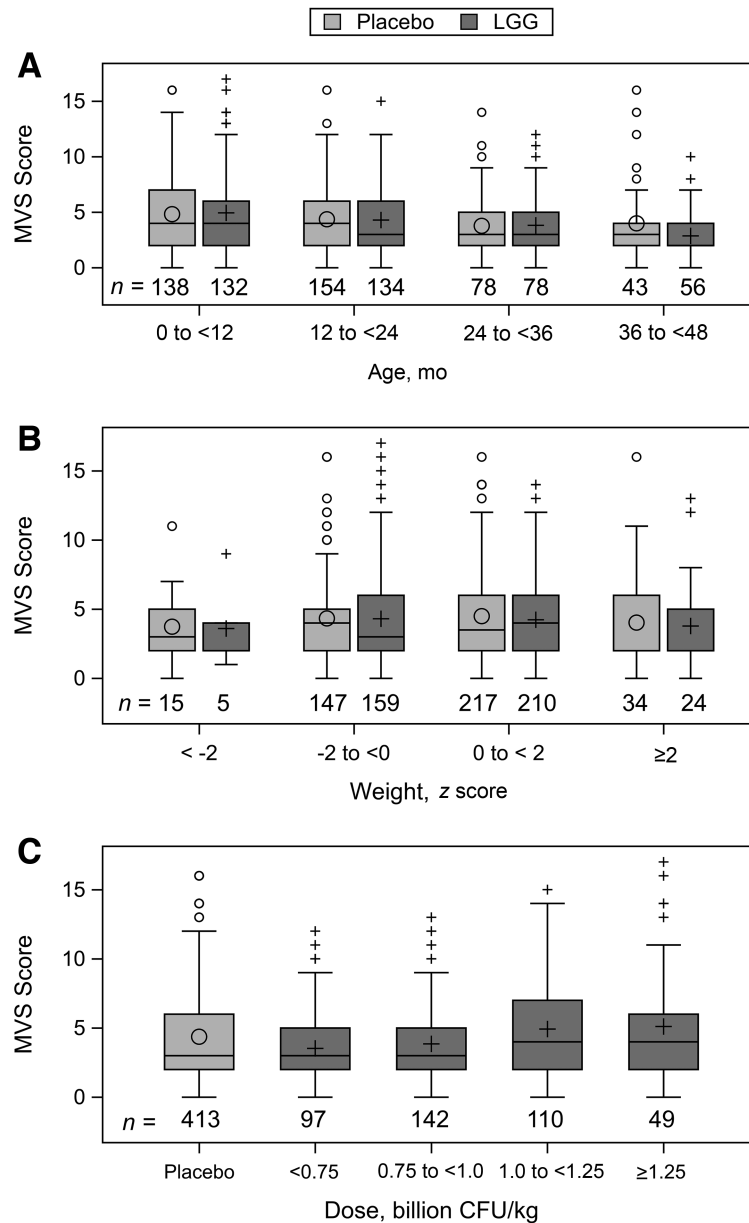 Placebo LGG
A
MVS Score
15
10
5
0
n = 138 132 154 134 78 78 43 56
0 to <12 12 to <24 24 to <36 36 to <48
Age, mo
B
MVS Score
15
10
5
0
n = 15 5 147 159 217 210 34 24
< -2 -2 to <0 0 to < 2 ≥2
Weight, z score
C
MVS Score
15
10
5
0
n = 413 97 142 110 49
Placebo <0.75 0.75 to <1.0 1.0 to <1.25 ≥1.25
Dose, billion CFU/kg